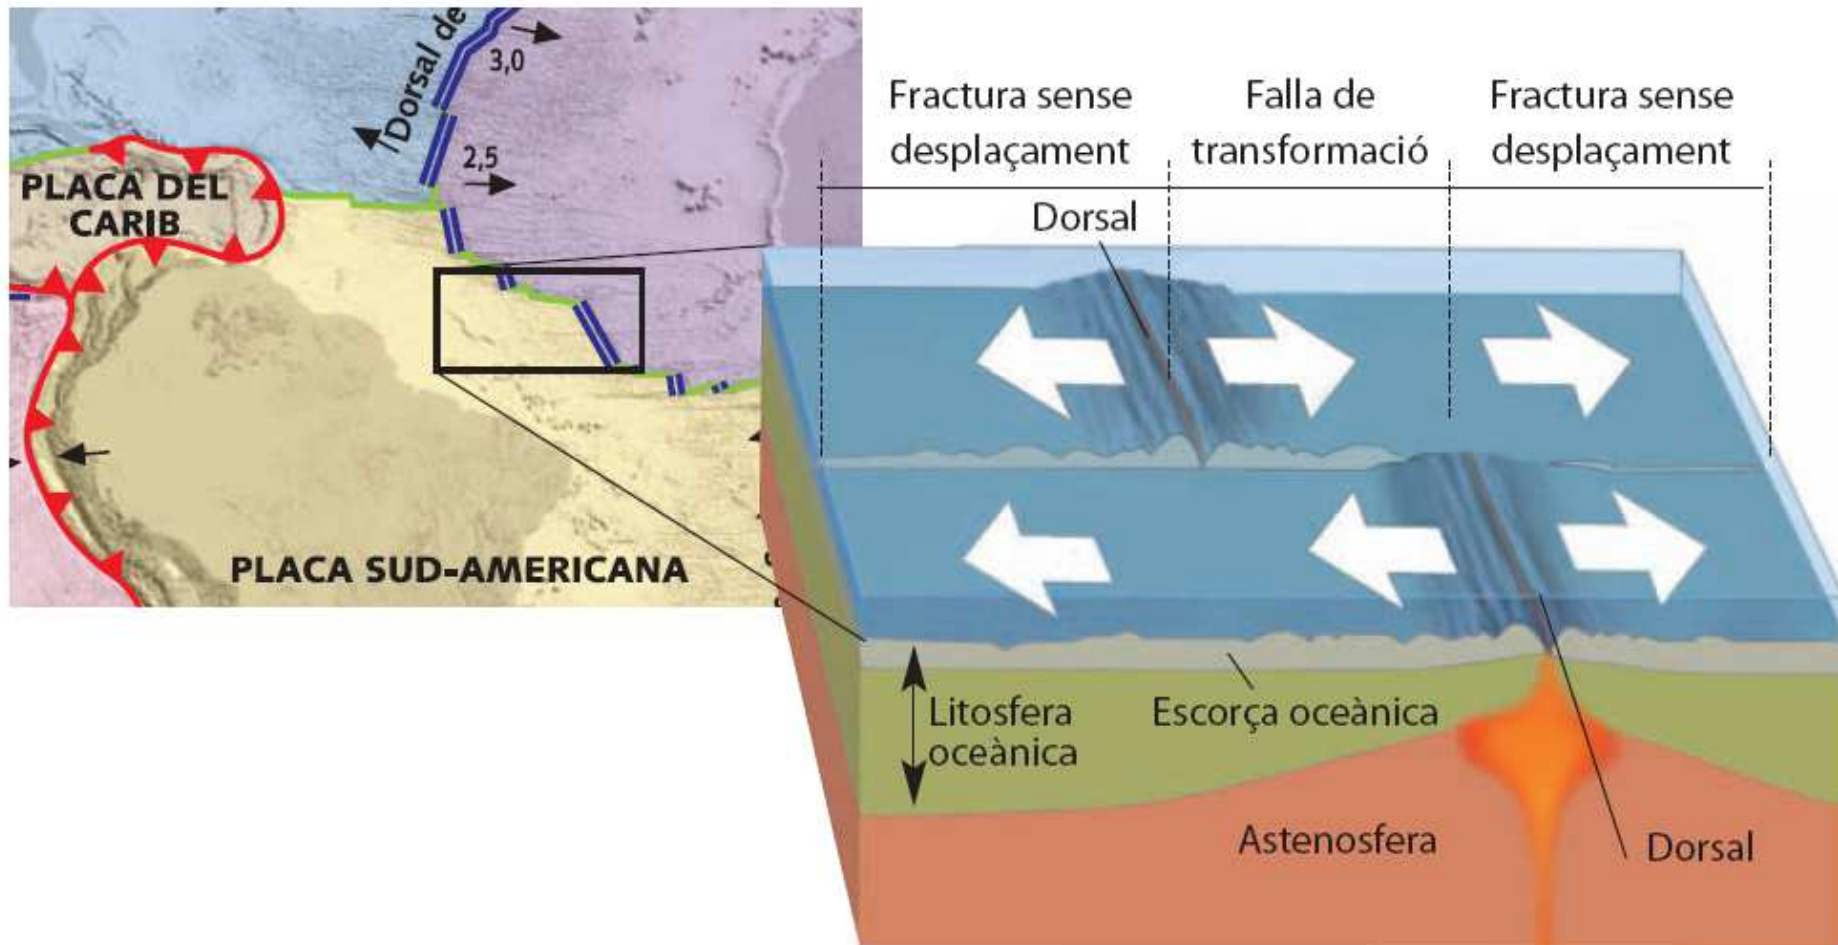 Dorsal de
3,0
2,5
PLACA DEL
CARIB
PLACA SUD-AMERICANA
Fractura sense
desplaçament
Falla de
transformació
Fractura sense
desplaçament
Dorsal
Litosfera
oceànica
Escorça oceànica
Astenosfera
Dorsal